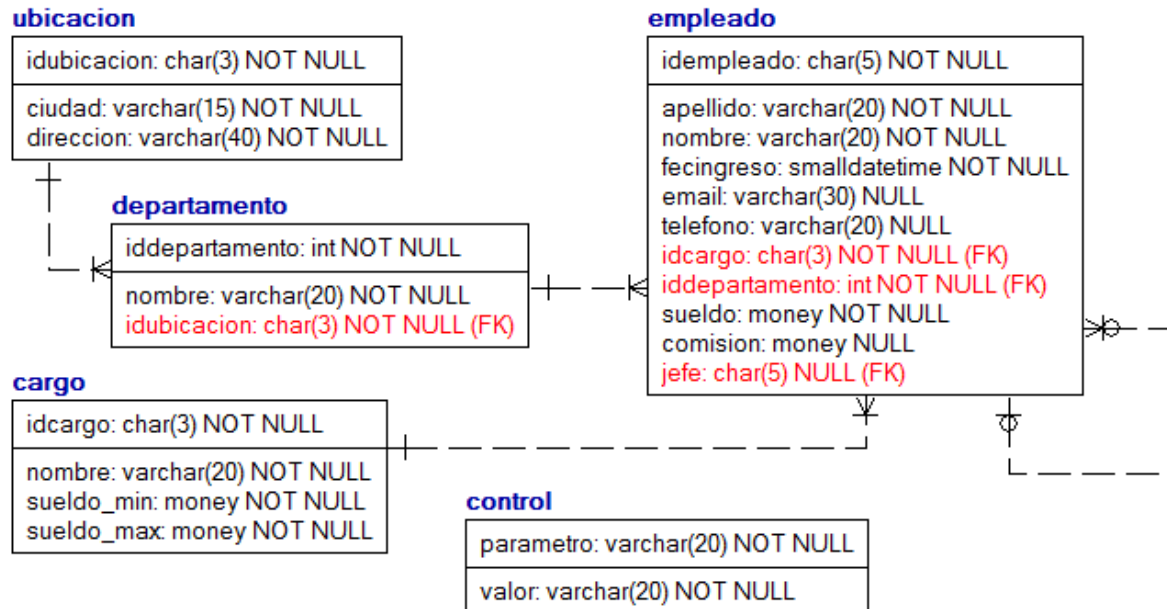 ubicacion
idubicacion: char(3) NOT NULL
ciudad: varchar(15) NOT NULL
direccion: varchar(40) NOT NULL
departamento
iddepartamento: int NOT NULL
nombre: varchar(20) NOT NULL
idubicacion: char(3) NOT NULL (FK)
cargo
idcargo: char(3) NOT NULL
nombre: varchar(20) NOT NULL
sueldo_min: money NOT NULL
sueldo_max: money NOT NULL
empleado
idempleado: char(5) NOT NULL
apellido: varchar(20) NOT NULL
nombre: varchar(20) NOT NULL
fecingreso: smalldatetime NOT NULL
email: varchar(30) NULL
telefono: varchar(20) NULL
idcargo: char(3) NOT NULL (FK)
iddepartamento: int NOT NULL (FK)
sueldo: money NOT NULL
comision: money NULL
jefe: char(5) NULL (FK)
control
parametro: varchar(20) NOT NULL
valor: varchar(20) NOT NULL